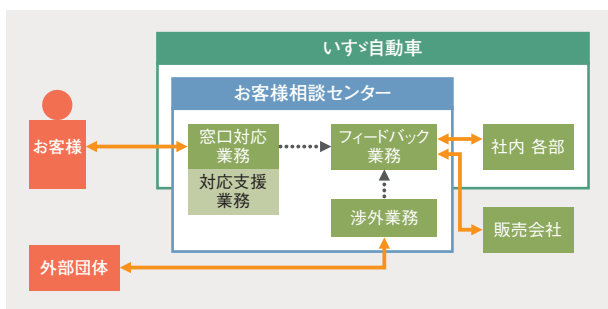 いすゞ自動車
お客様相談センター
お客様
窓口対応
業務
対応支援
業務
フィードバック
業務
社内 各部
渉外業務
販売会社
外部団体